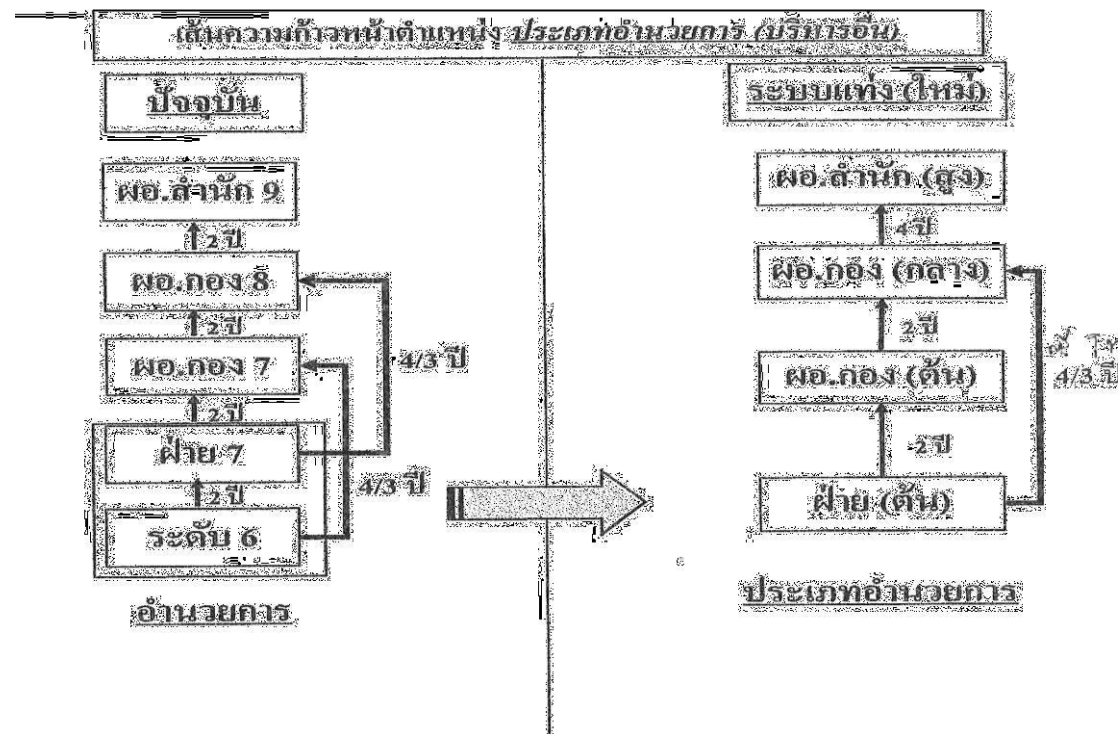 เส้นความก้าวหน้าตำแหน่ง ประเภทอำนวยการ (บริหารอื่น)
ปัจจุบัน
ผอ.สำนัก 9
2 ปี
ผอ.กอง 8
2 ปี
ผอ.กอง 7
2 ปี
ฝ่าย 7
2 ปี
ระดับ 6
4/3 ปี
4/3 ปี
อำนวยการ
ระบบแท่ง (ใหม่)
ผอ.สำนัก (สูง)
4 ปี
ผอ.กอง (กลาง)
2 ปี
ผอ.กอง (ต้น)
2 ปี
ฝ่าย (ต้น)
4/3 ปี
ประเภทอำนวยการ